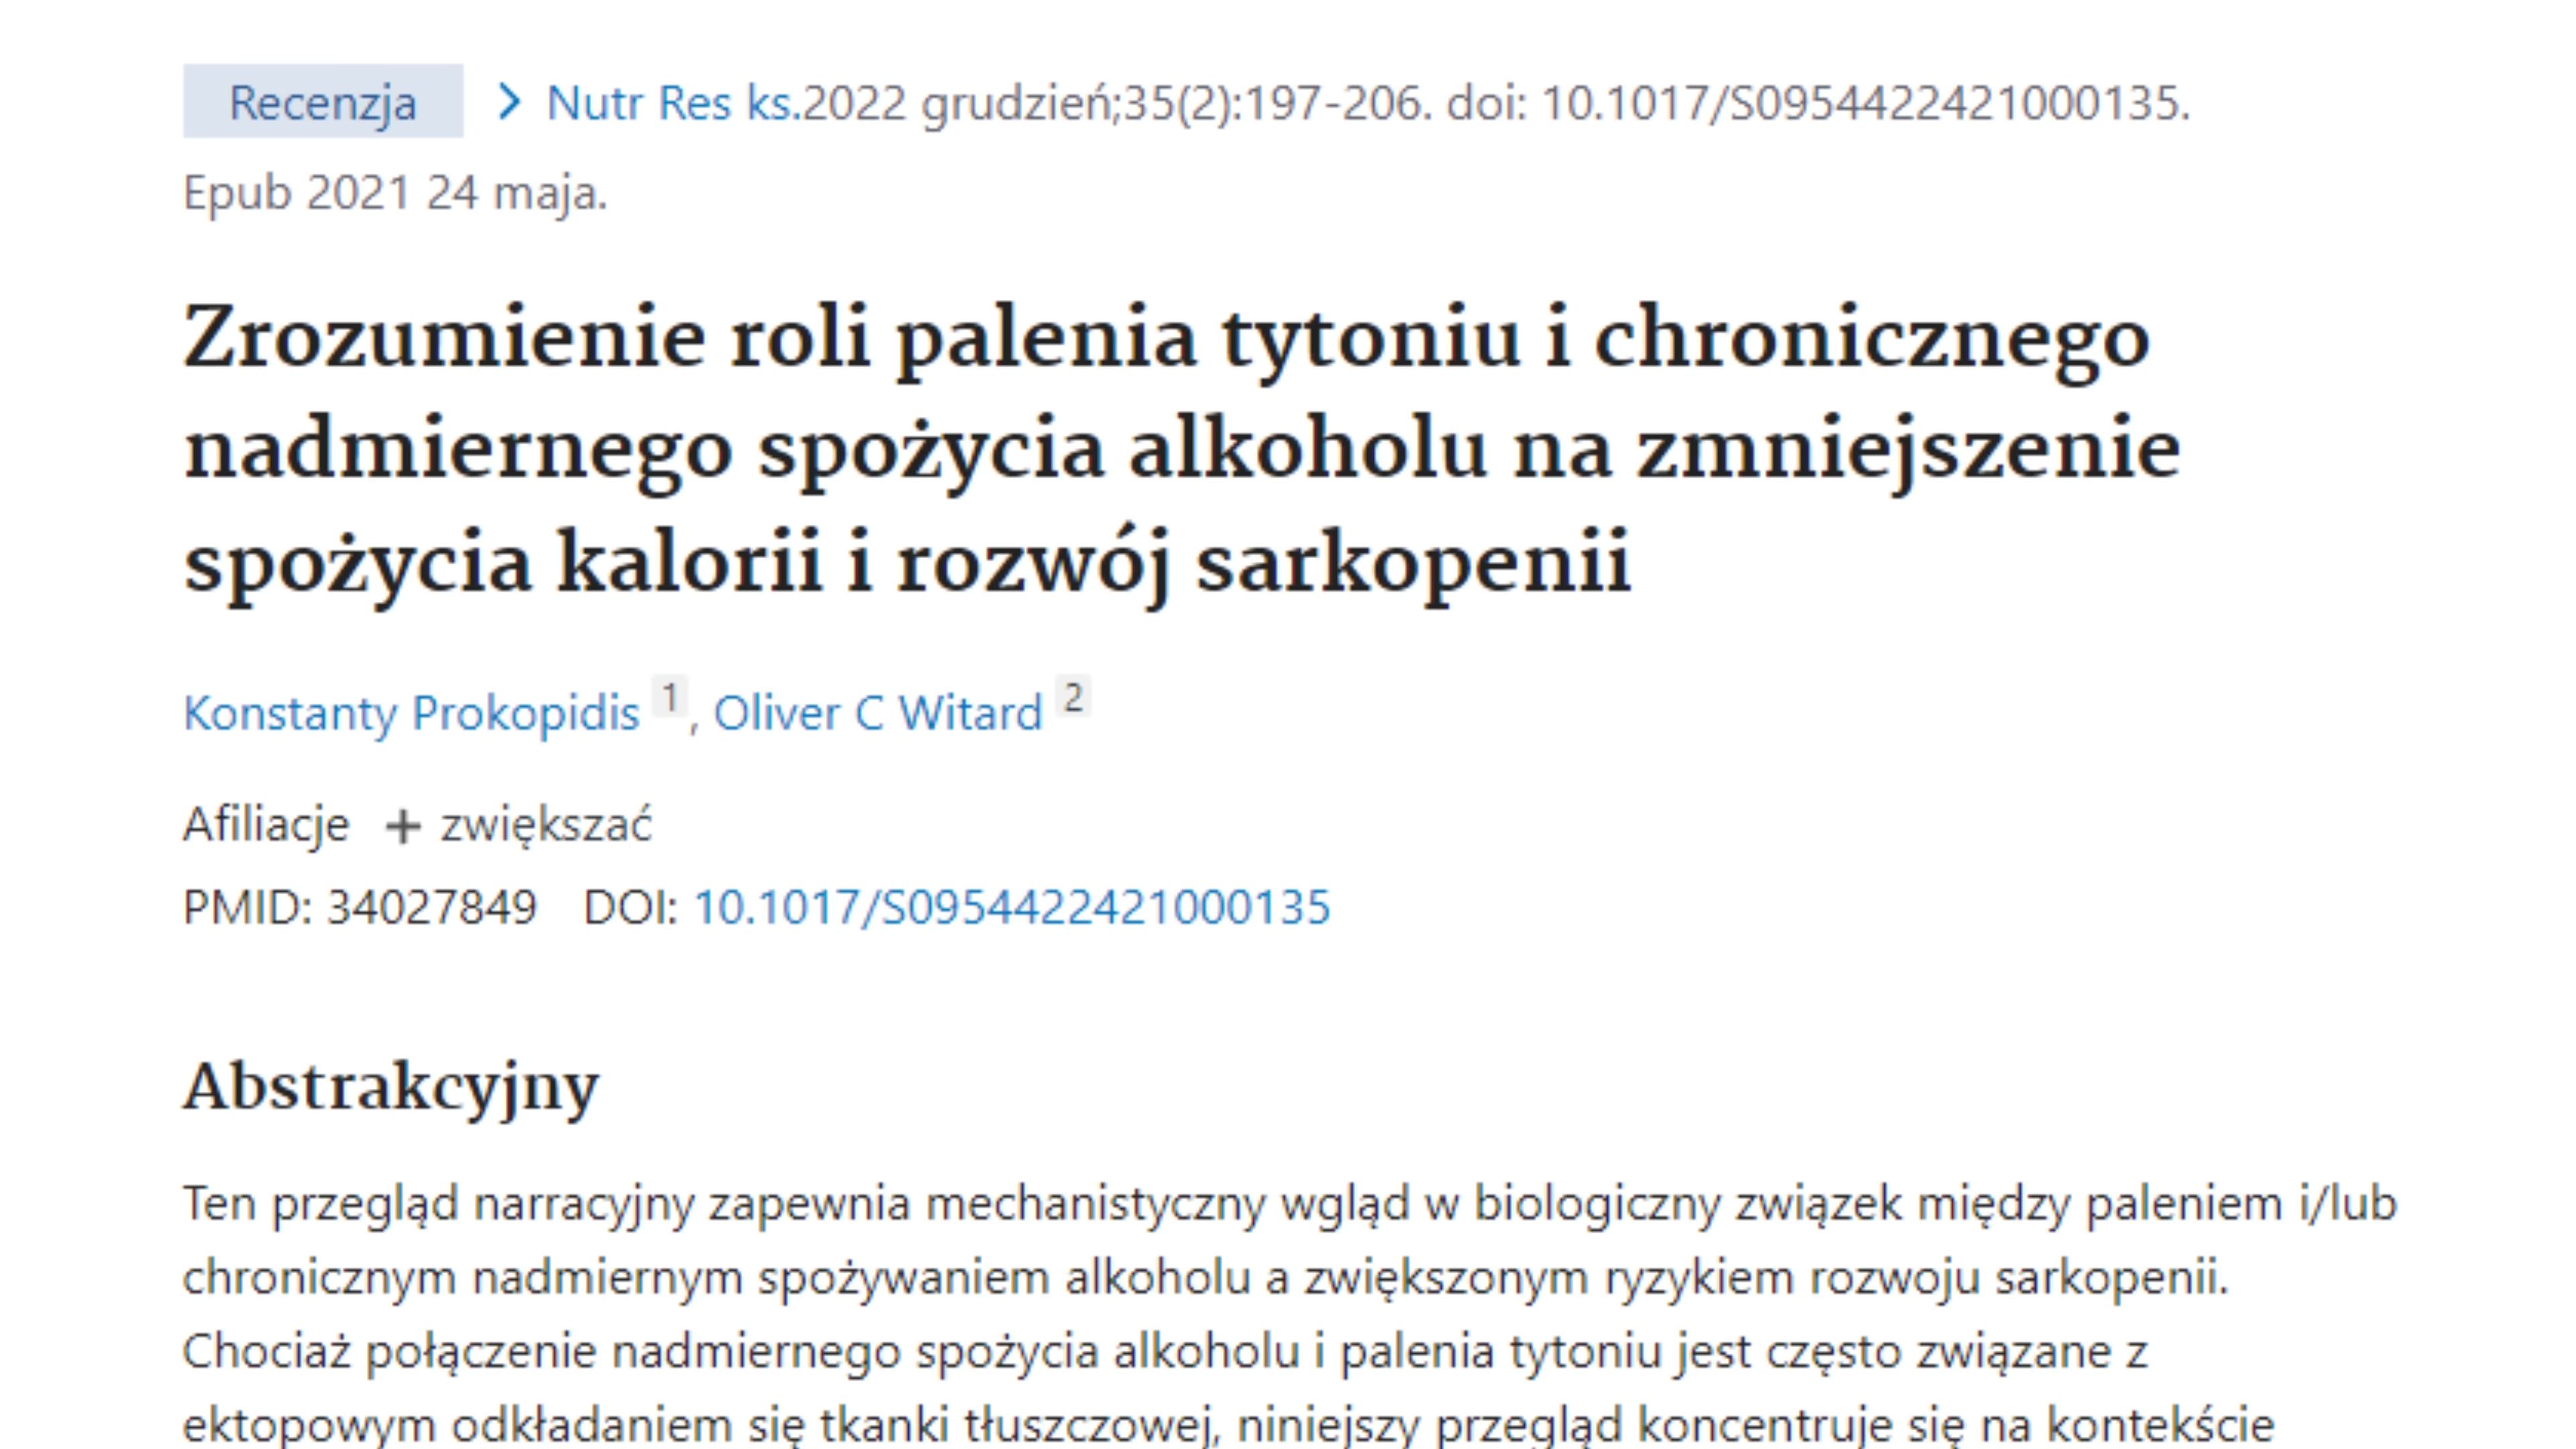 Recenzja > Nutr Res ks.2022 grudzień;35(2):197-206. doi: 10.1017/S0954422421000135.
Epub 2021 24 maja.
Zrozumienie roli palenia tytoniu i chronicznego
nadmiernego spożycia alkoholu na zmniejszenie
spożycia kalorii i rozwój sarkopenii
Konstanty Prokopidis 1, Oliver C Witard 2
Afiliacje + zwiększać
PMID: 34027849 DOI: 10.1017/S0954422421000135
Abstrakcyjny
Ten przegląd narracyjny zapewnia mechanistyczny wgląd w biologiczny związek między paleniem i/lub
chronicznym nadmiernym spożywaniem alkoholu a zwiększonym ryzykiem rozwoju sarkopenii.
Chociaż połączenie nadmiernego spożycia alkoholu i palenia tytoniu jest często związane z
ektopowym odkładaniem się tkanki tłuszczowej, niniejszy przegląd koncentruje się na kontekście